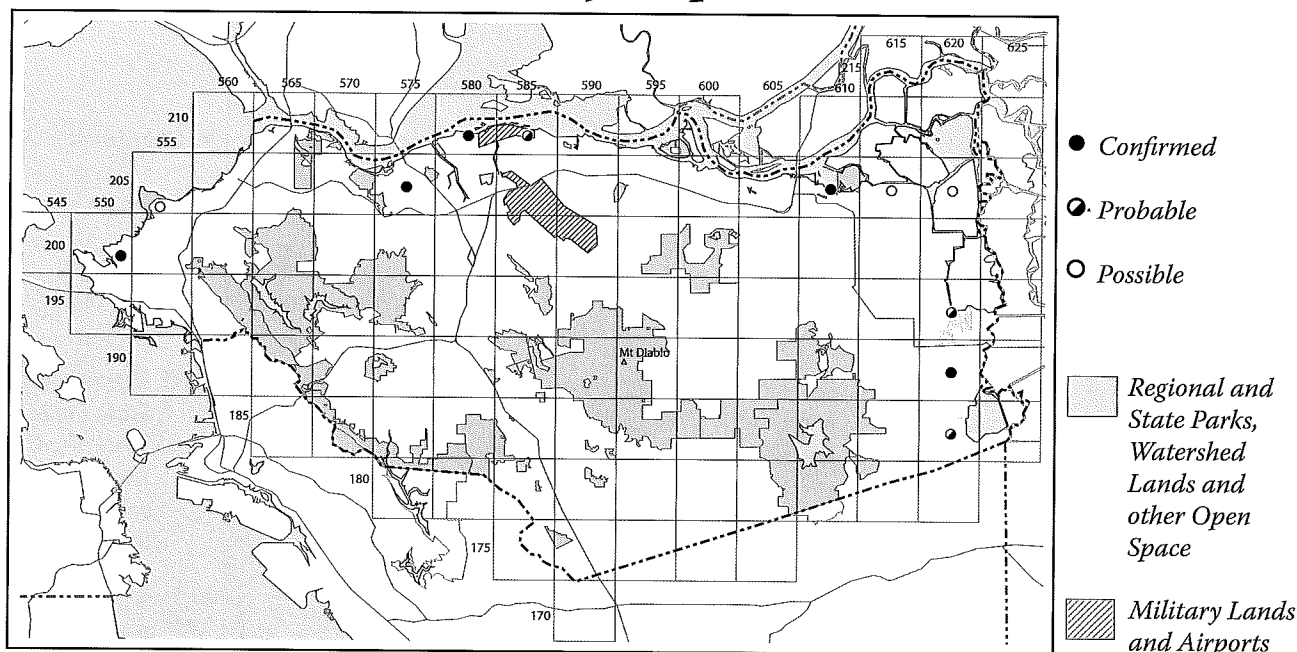 615
620
625
215
560
565
570
575
580
585
590
595
600
605
610
210
555
205
545
550
200
195
190
Mt Diablo
185
180
175
170
Confirmed
Probable
Possible
Regional and
State Parks,
Watershed
Lands and
other Open
Space
Military Lands
and Airports